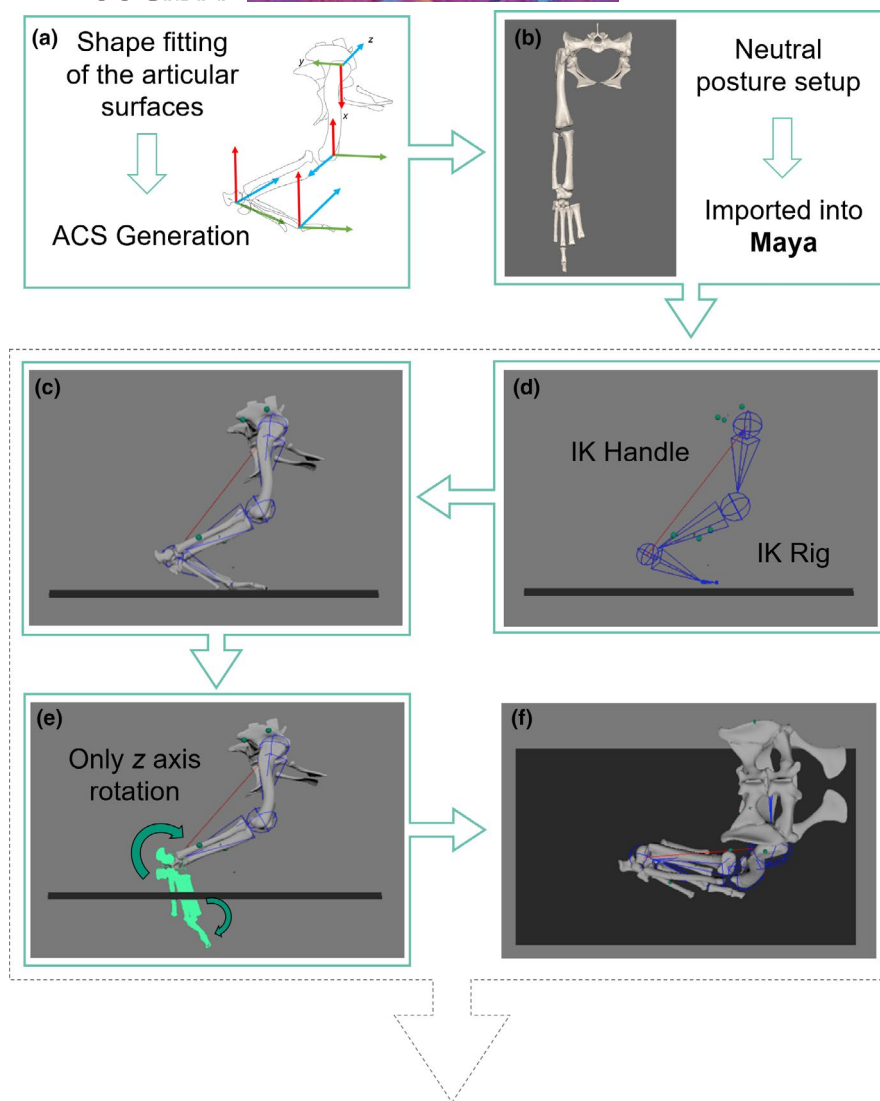 (a)
Shape fitting
of the articular
surfaces
ACS Generation
z
y
x
(b)
Neutral
posture setup
Imported into
Maya
(c)
(d)
IK Handle
IK Rig
(e)
Only z axis
rotation
(f)